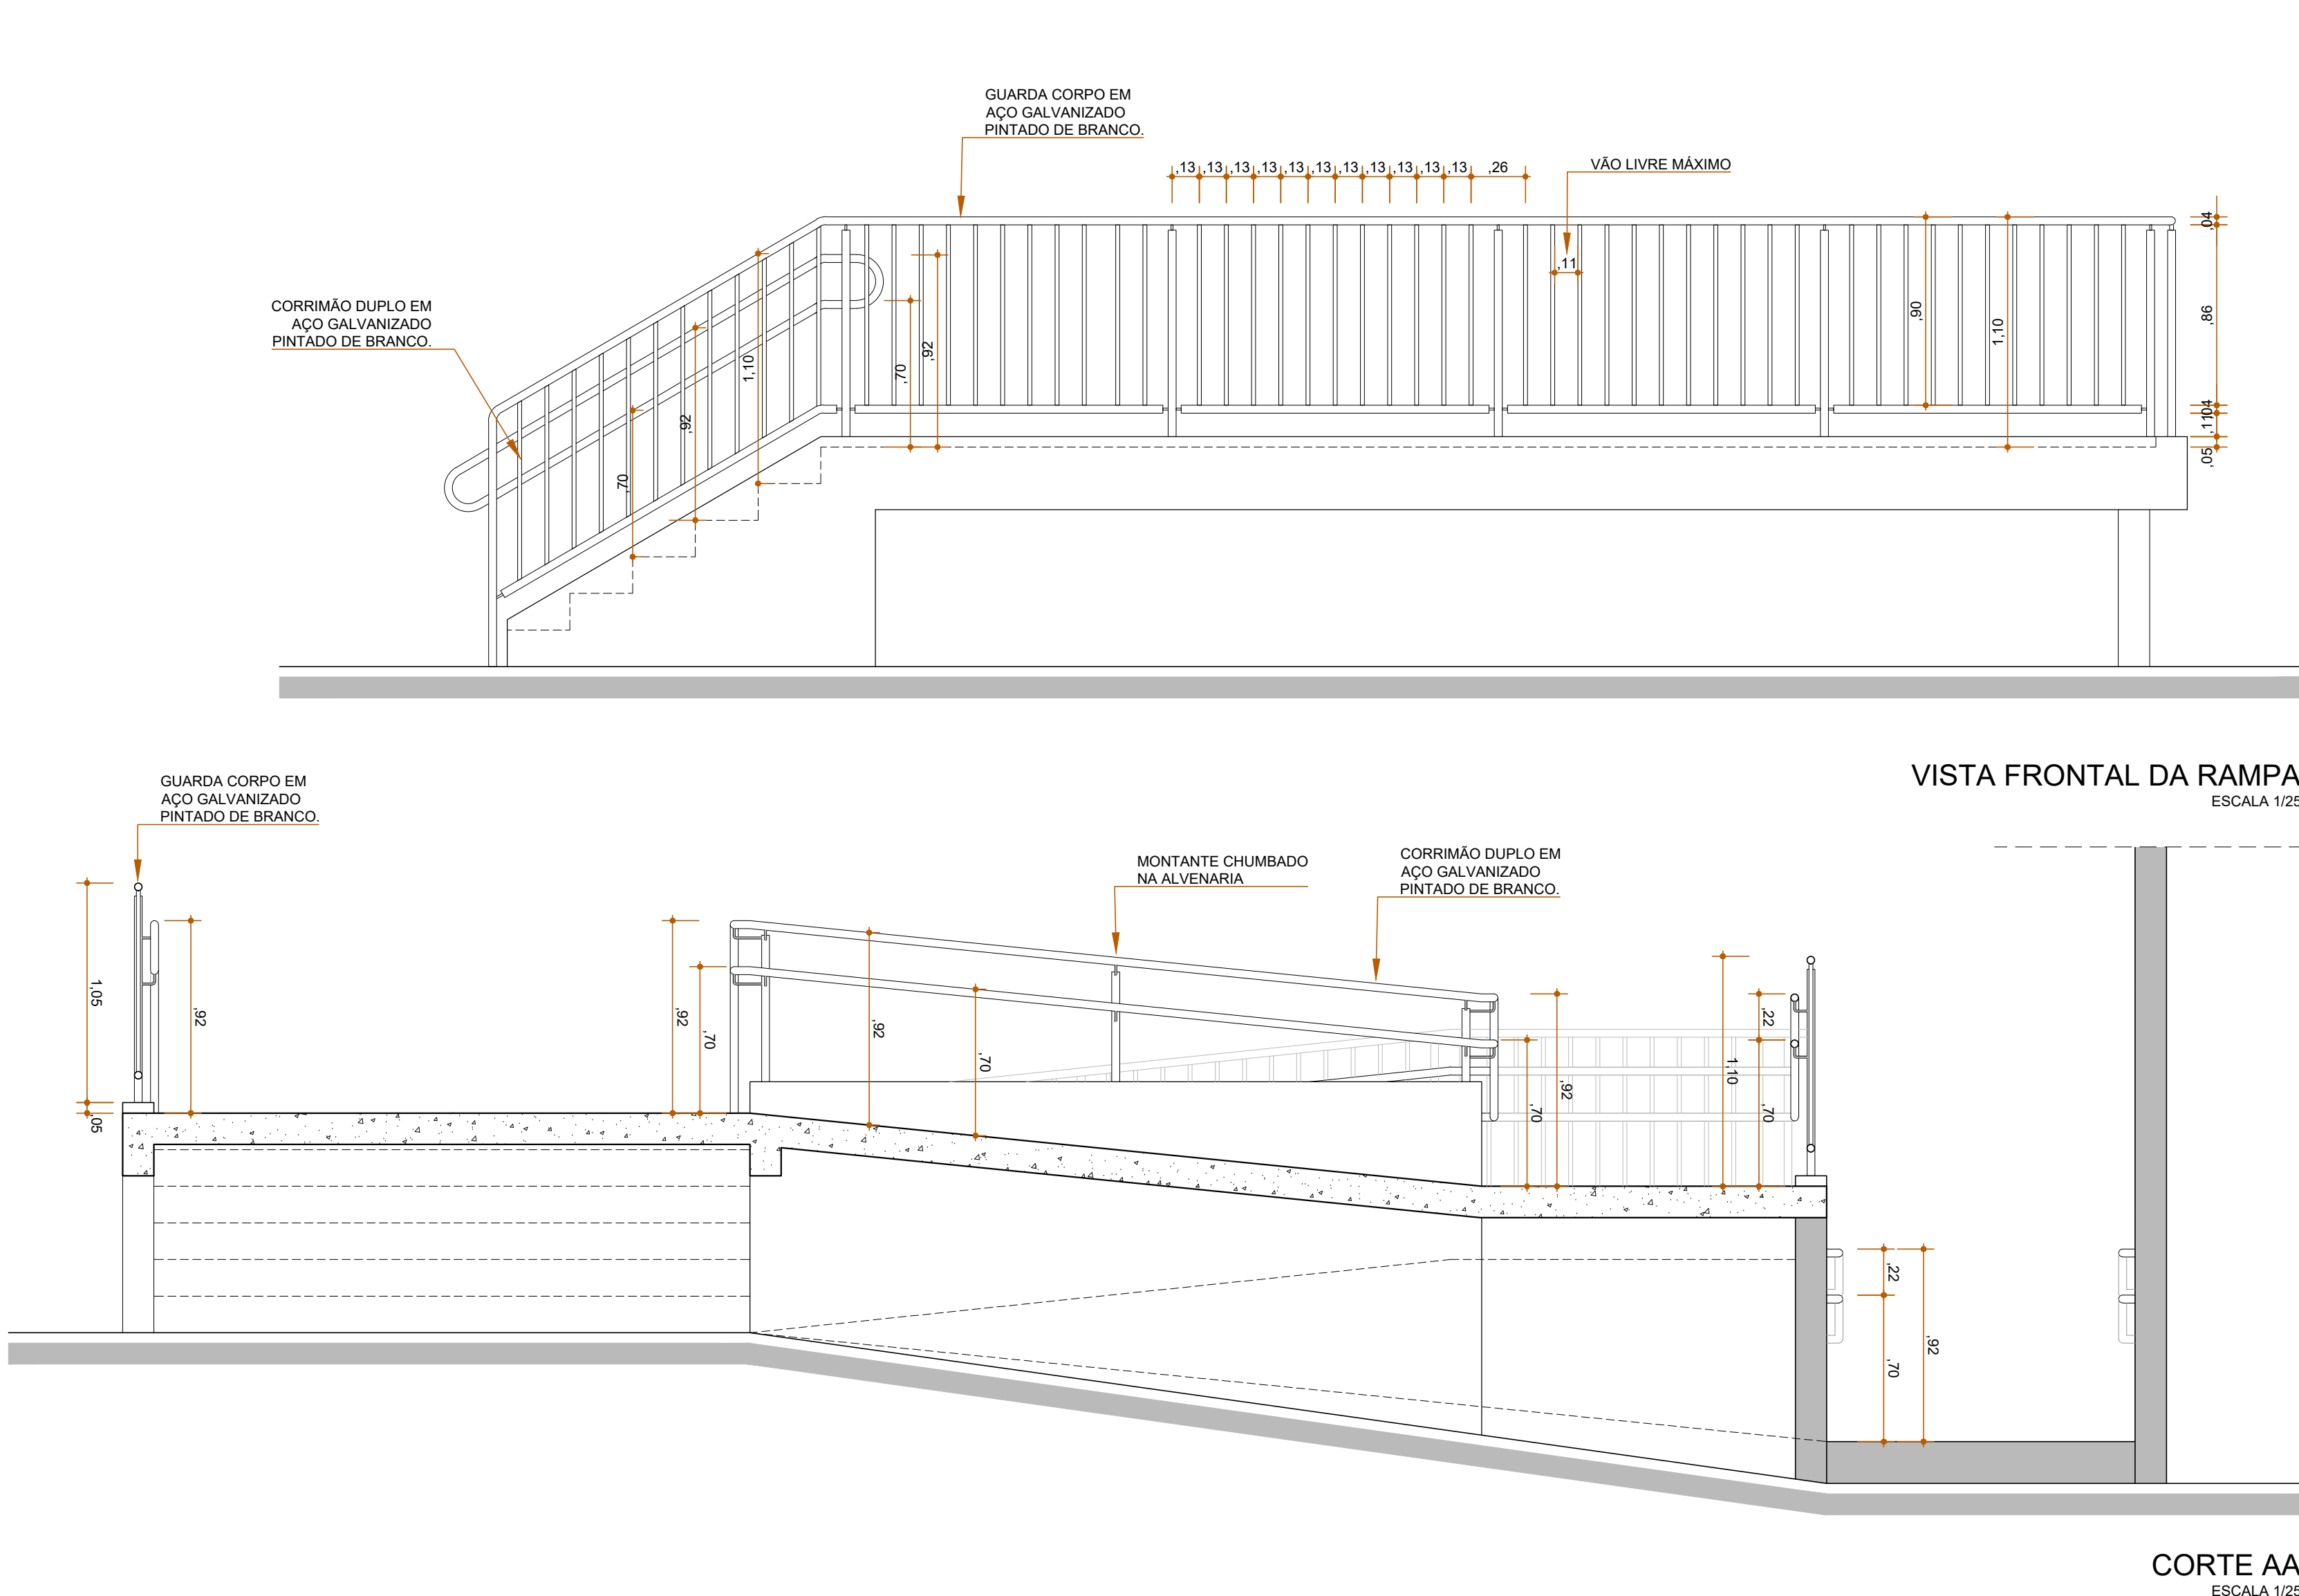 GUARDA CORPO EM
AÇO GALVANIZADO
PINTADO DE BRANCO.
,13 ,13 ,13 ,13 ,13 ,13 ,13 ,13 ,13 ,13 ,13 ,26
VÃO LIVRE MÁXIMO
,11
CORRIMÃO DUPLO EM
AÇO GALVANIZADO
PINTADO DE BRANCO.
,70
,92
1,10
,70
,92
,90
1,10
,04
,86
,04
,11
,05
VISTA FRONTAL DA RAMPA
ESCALA 1/25
GUARDA CORPO EM
AÇO GALVANIZADO
PINTADO DE BRANCO.
MONTANTE CHUMBADO
NA ALVENARIA
CORRIMÃO DUPLO EM
AÇO GALVANIZADO
PINTADO DE BRANCO.
1,05
,05
,92
,92
,70
,92
,70
,70
,92
1,10
,22
,70
,22
,70
,92
CORTE AA
ESCALA 1/25